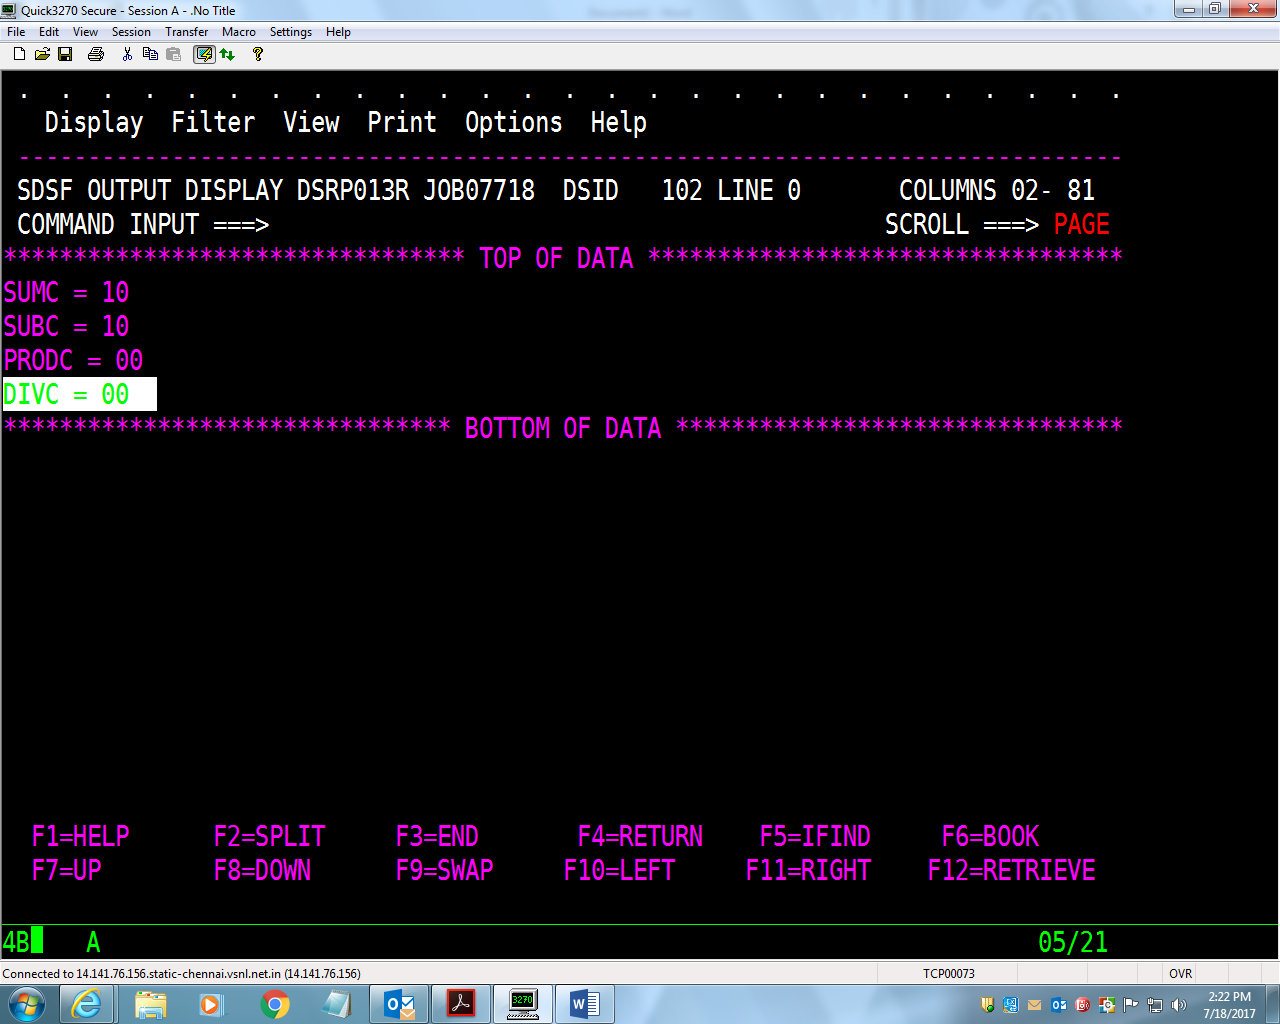 Quick3270 Secure - Session A - .No Title
File Edit View Session Transfer Macro Settings Help
. . . . . . . . . . . . . . . . . . . . . . . . . . .
Display Filter View Print Options Help
-------------------------------------------------------------------------------
SDSF OUTPUT DISPLAY DSRP013R JOB07718 DSID 102 LINE 0 COLUMNS 02- 81
COMMAND INPUT ===> SCROLL ===> PAGE
********************************* TOP OF DATA **********************************
SUMC = 10
SUBC = 10
PRODC = 00
DIVC = 00
******************************** BOTTOM OF DATA ********************************
F1=HELP F2=SPLIT F3=END F4=RETURN F5=IFIND F6=BOOK
F7=UP F8=DOWN F9=SWAP F10=LEFT F11=RIGHT F12=RETRIEVE
4B A 05/21
Connected to 14.141.76.156.static-chennai.vsnl.net.in (14.141.76.156) TCP00073 OVR
3270
2:22 PM
7/18/2017